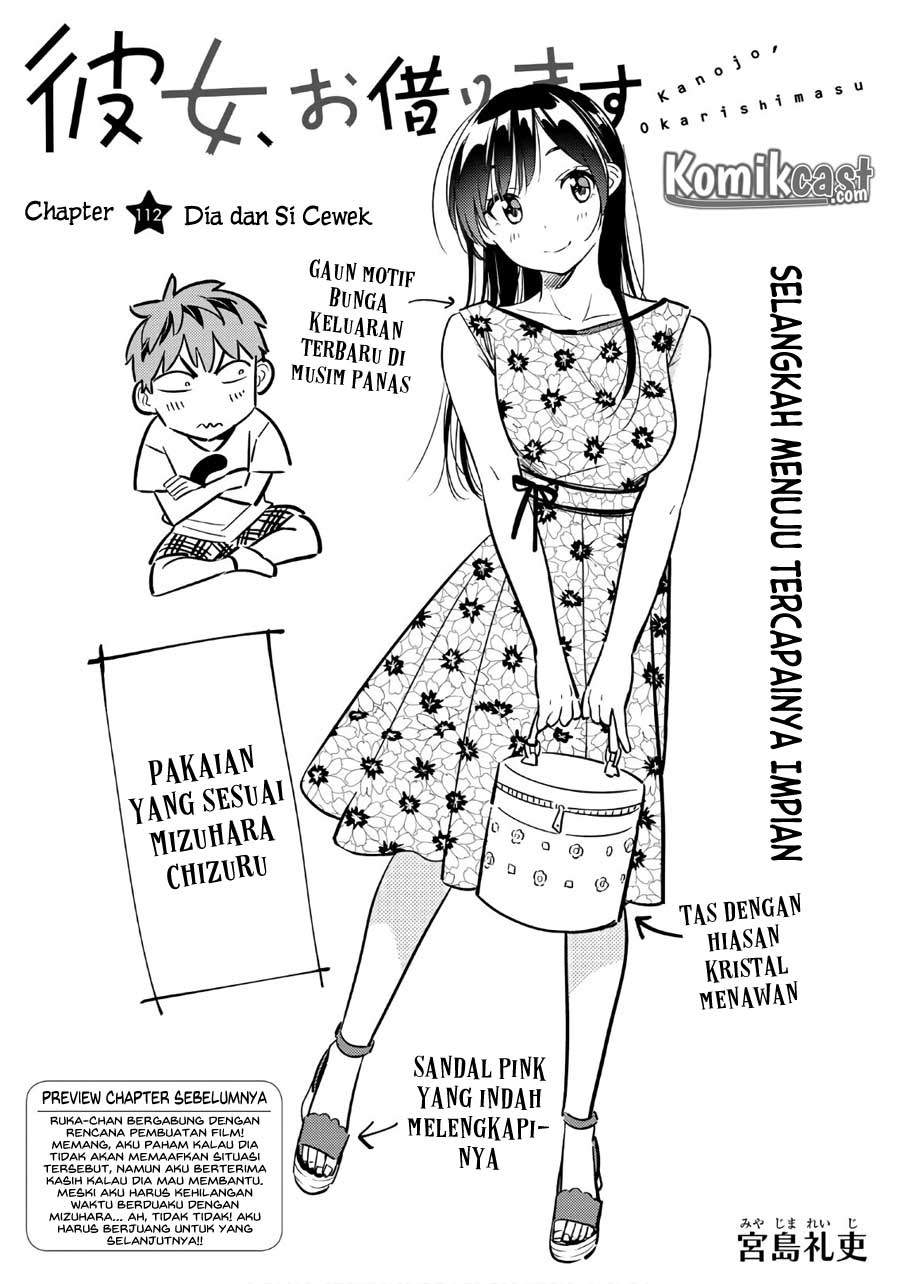 彼女、お借りします
Kanojo,
Okarishimasu
Komikcast
.com
Chapter 112 Dia dan Si Cewek
GAUN MOTIF
BUNGA
KELUARAN
TERBARU DI
MUSIM PANAS
SELANGKAH MENUJU TERCAPAINYA IMPIAN
PAKAIAN
YANG SESUAI
MIZUHARA
CHIZURU
TAS DENGAN
HIASAN
KRISTAL
MENAWAN
SANDAL PINK
YANG INDAH
MELENGKAPI-
NYA
PREVIEW CHAPTER SEBELUMNYA
RUKA-CHAN BERGABUNG DENGAN
RENCANA PEMBUATAN FILM!
MEMANG, AKU PAHAM KALAU DIA
TIDAK AKAN MEMAAFKAN SITUASI
TERSEBUT, NAMUN AKU BERTERIMA
KASIH KALAU DIA MAU MEMBANTU.
MESKI AKU HARUS KEHILANGAN
WAKTU BERDUAKU DENGAN
MIZUHARA... AH, TIDAK TIDAK! AKU
HARUS BERJUANG UNTUK YANG
SELANJUTNYA!!
みや じま れい じ
宮島礼吏